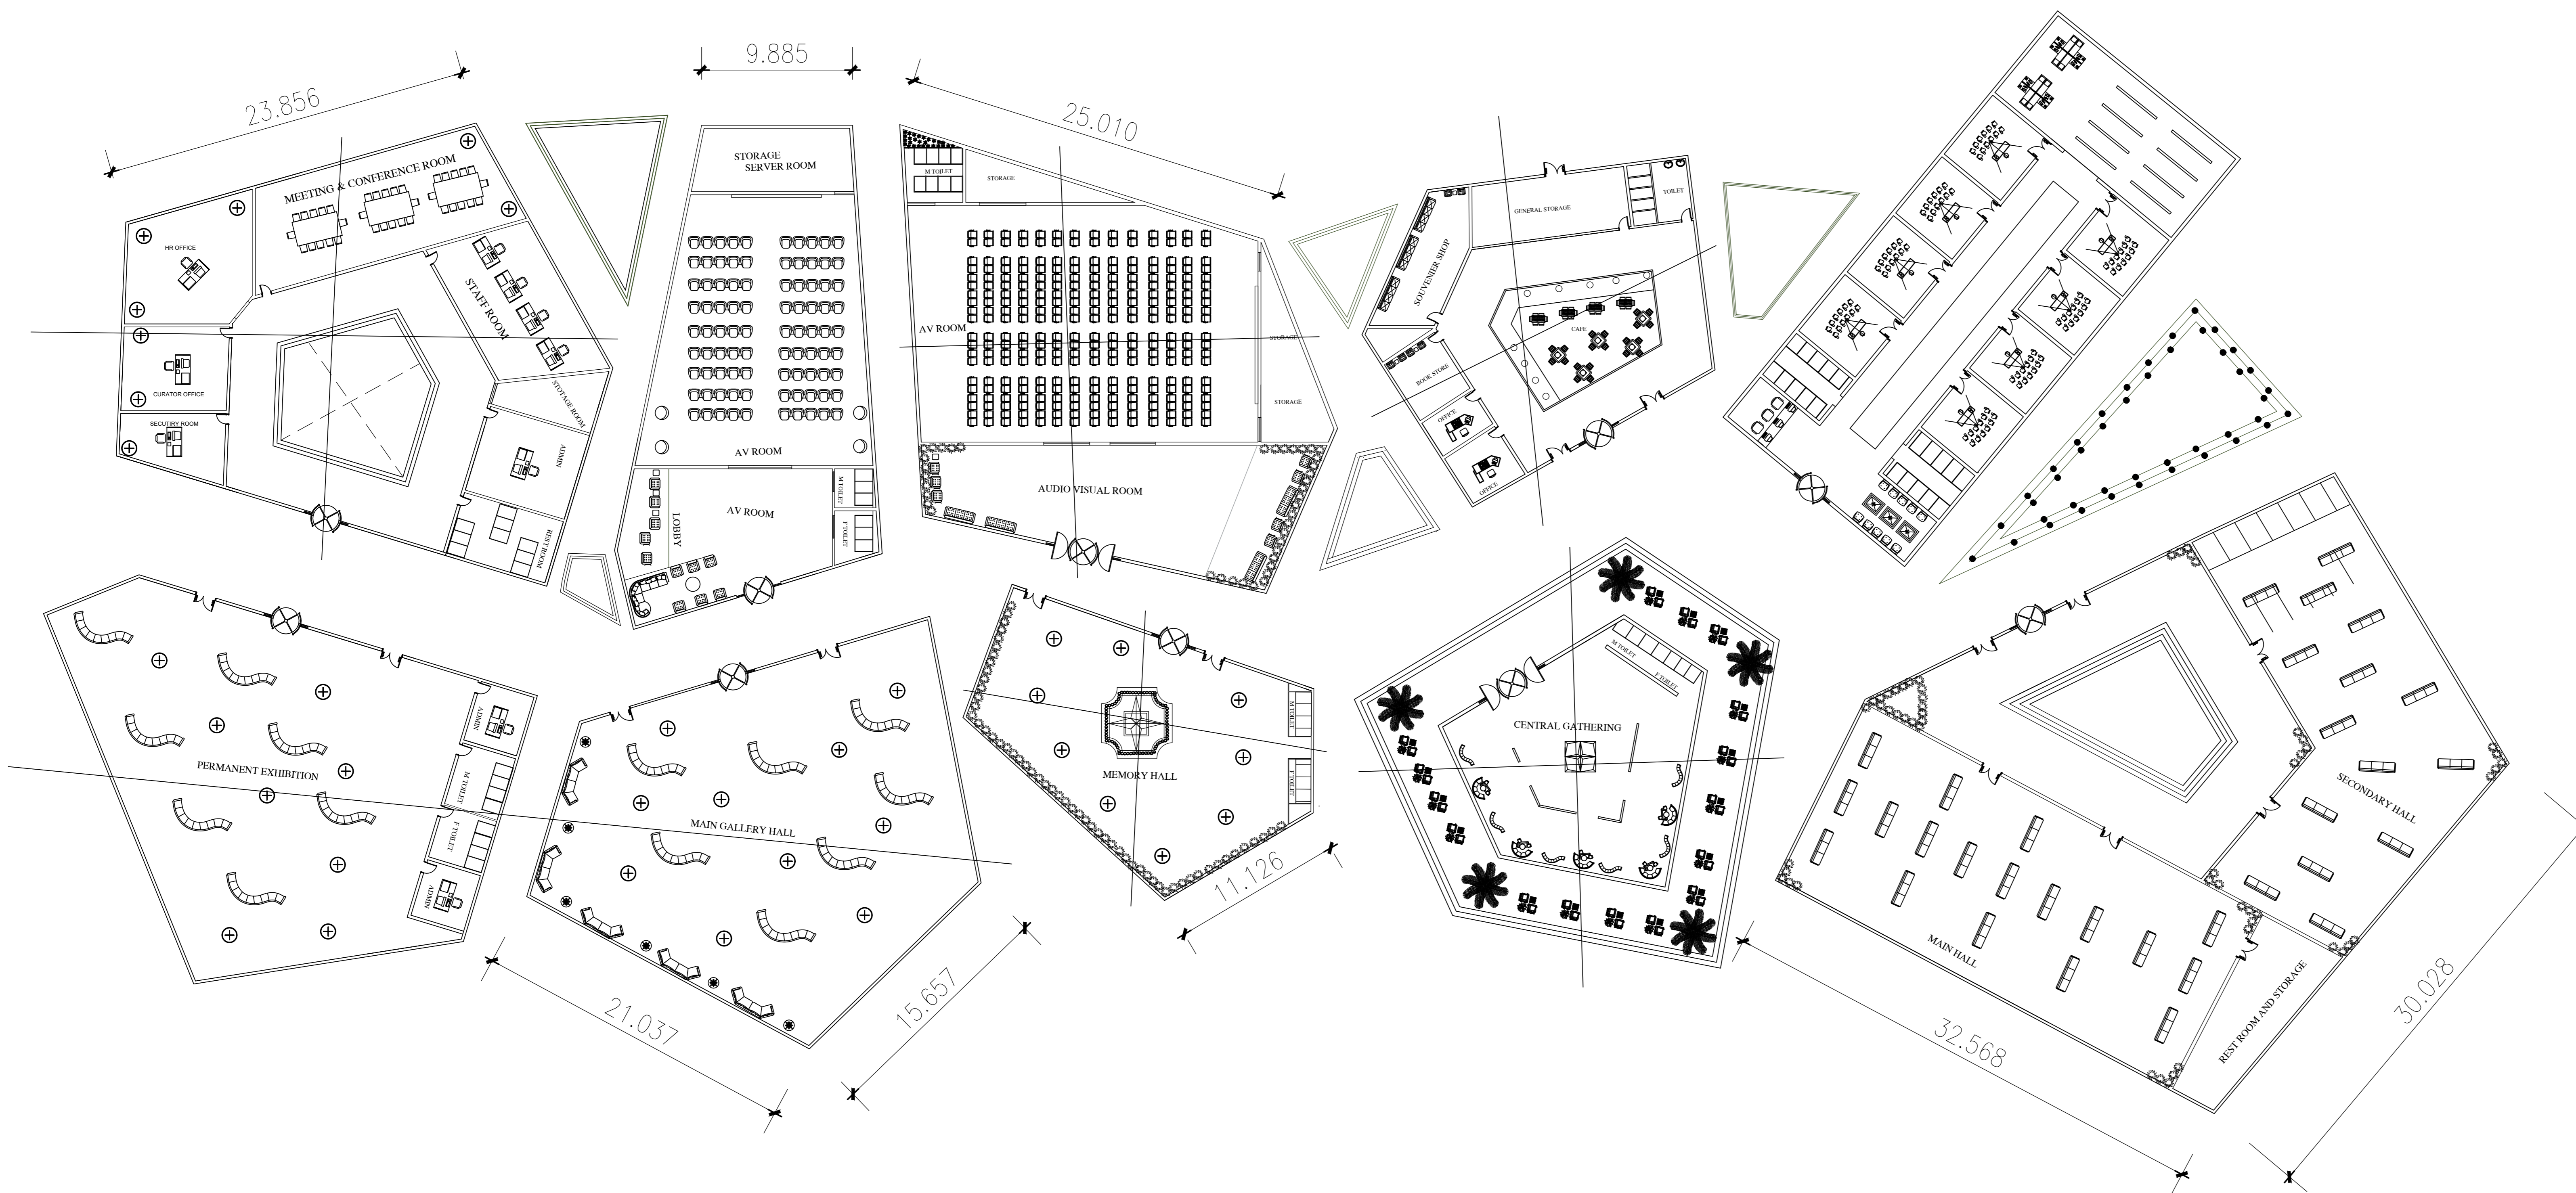 23.856
9.885
25.010
MEETING & CONFERENCE ROOM
HR OFFICE
STAFF ROOM
CURATOR OFFICE
SECUTIRY ROOM
STOTAGE ROOM
ADMIN
REST ROOM
STORAGE
SERVER ROOM
AV ROOM
AV ROOM
LOBBY
M TOILET
F TOILET
M TOILET
STORAGE
AV ROOM
STORAGE
STORAGE
AUDIO VISUAL ROOM
GENERAL STORAGE
TOILET
SOUVENIER SHOP
CAFE
BOOK STORE
OFFICE
OFFICE
PERMANENT EXHIBITION
ADMIN
M TOILET
F TOILET
ADMIN
MAIN GALLERY HALL
21.037
15.657
MEMORY HALL
M TOILET
F TOILET
11.126
M TOILET
F TOILET
CENTRAL GATHERING
SECONDARY HALL
MAIN HALL
REST ROOM AND STORAGE
32.568
30.028